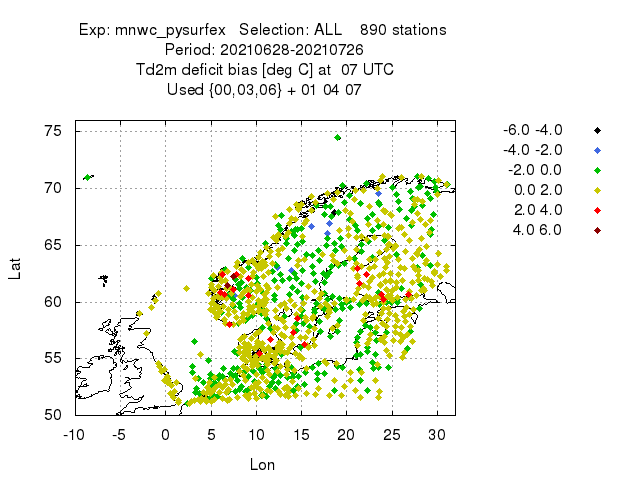 Exp: mnwc_pysurfex   Selection: ALL    890 stations
Period: 20210628-20210726
Td2m deficit bias [deg C] at  07 UTC
Used {00,03,06} + 01 04 07
-6.0 -4.0
-4.0 -2.0
-2.0 0.0
0.0 2.0
2.0 4.0
4.0 6.0
75
70
65
60
55
50
Lat
-10 -5 0 5 10 15 20 25 30
Lon